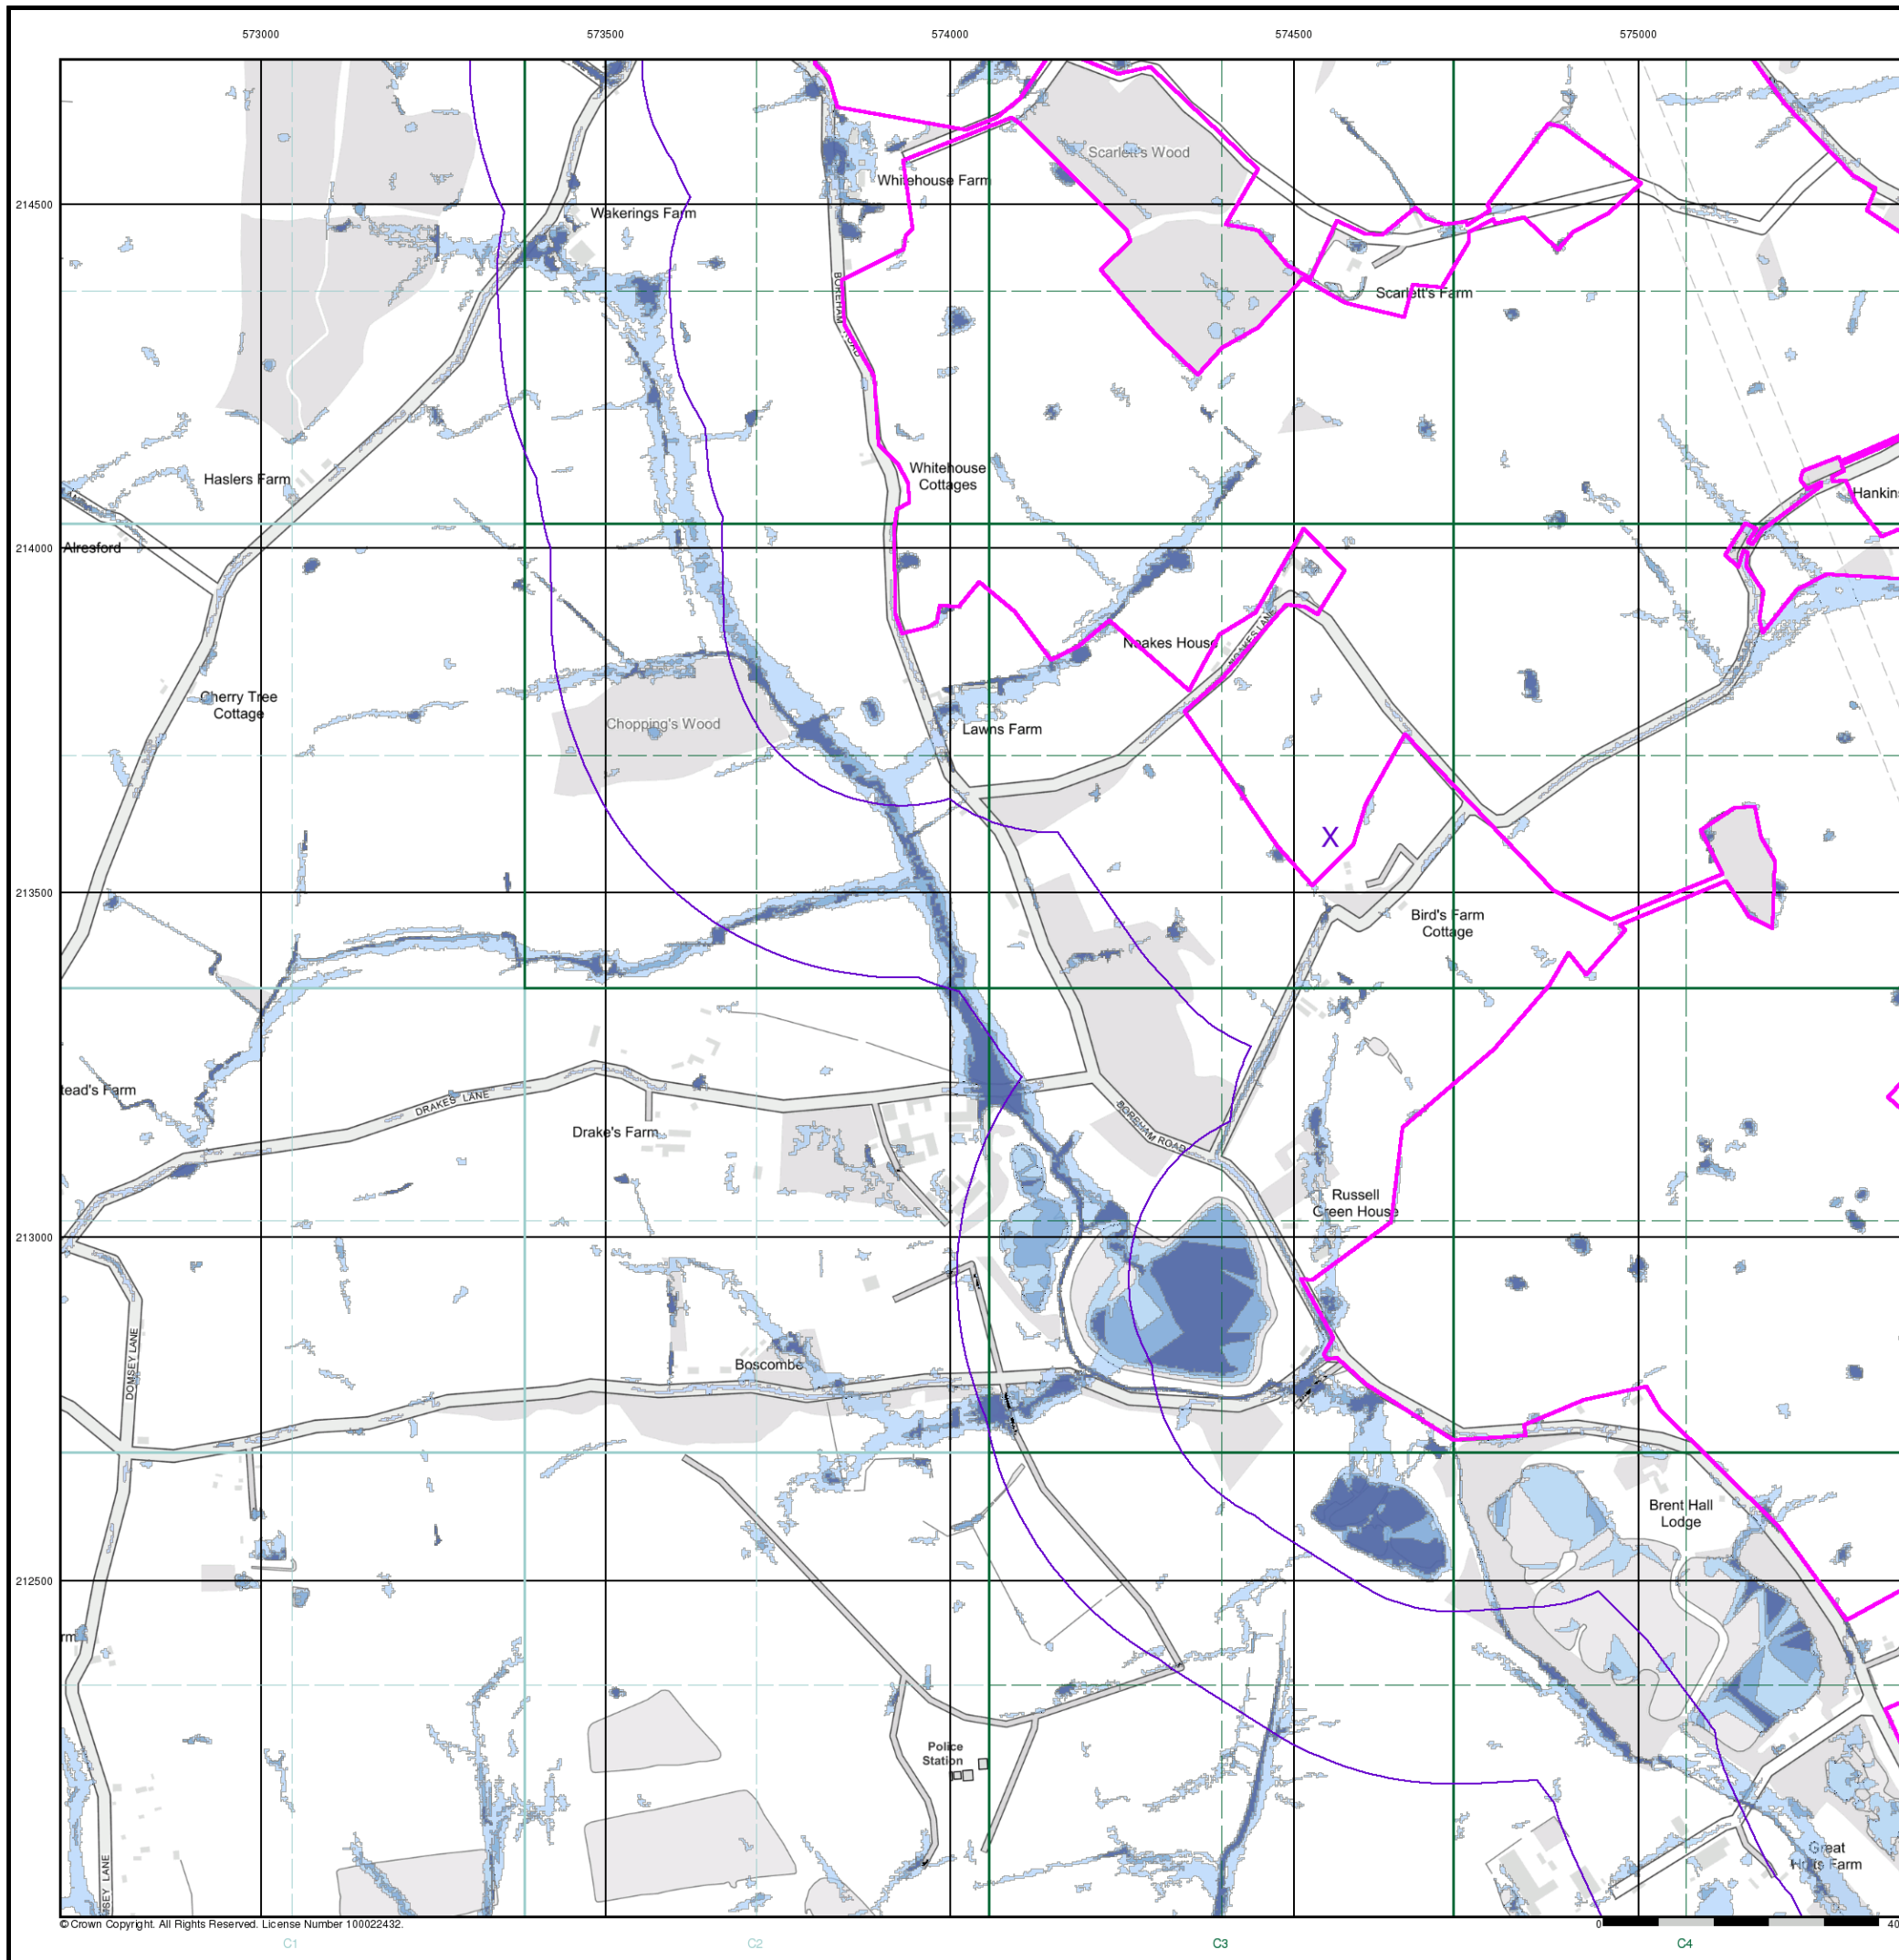 573000
573500
574000
574500
575000
Scarlett's Wood
Whitehouse Farm
214500
Wakerings Farm
BOREHAM ROAD
Scarlett's Farm
Whitehouse
Cottages
Haslers Farm
Hankins
214000
Alresford
Noakes House
NOAKES LANE
Cherry Tree
Cottage
Chopping's Wood
Lawns Farm
X
213500
Bird's Farm
Cottage
tead's Farm
DRAKES LANE
BOREHAM ROAD
Drake's Farm
Russell
Green House
213000
DOMSEY LANE
Boscombe
Brent Hall
Lodge
212500
rm
Police
Station
Great
Holts Farm
MSEY LANE
© Crown Copyright. All Rights Reserved. License Number 100022432.
0
40
C1
C2
C3
C4